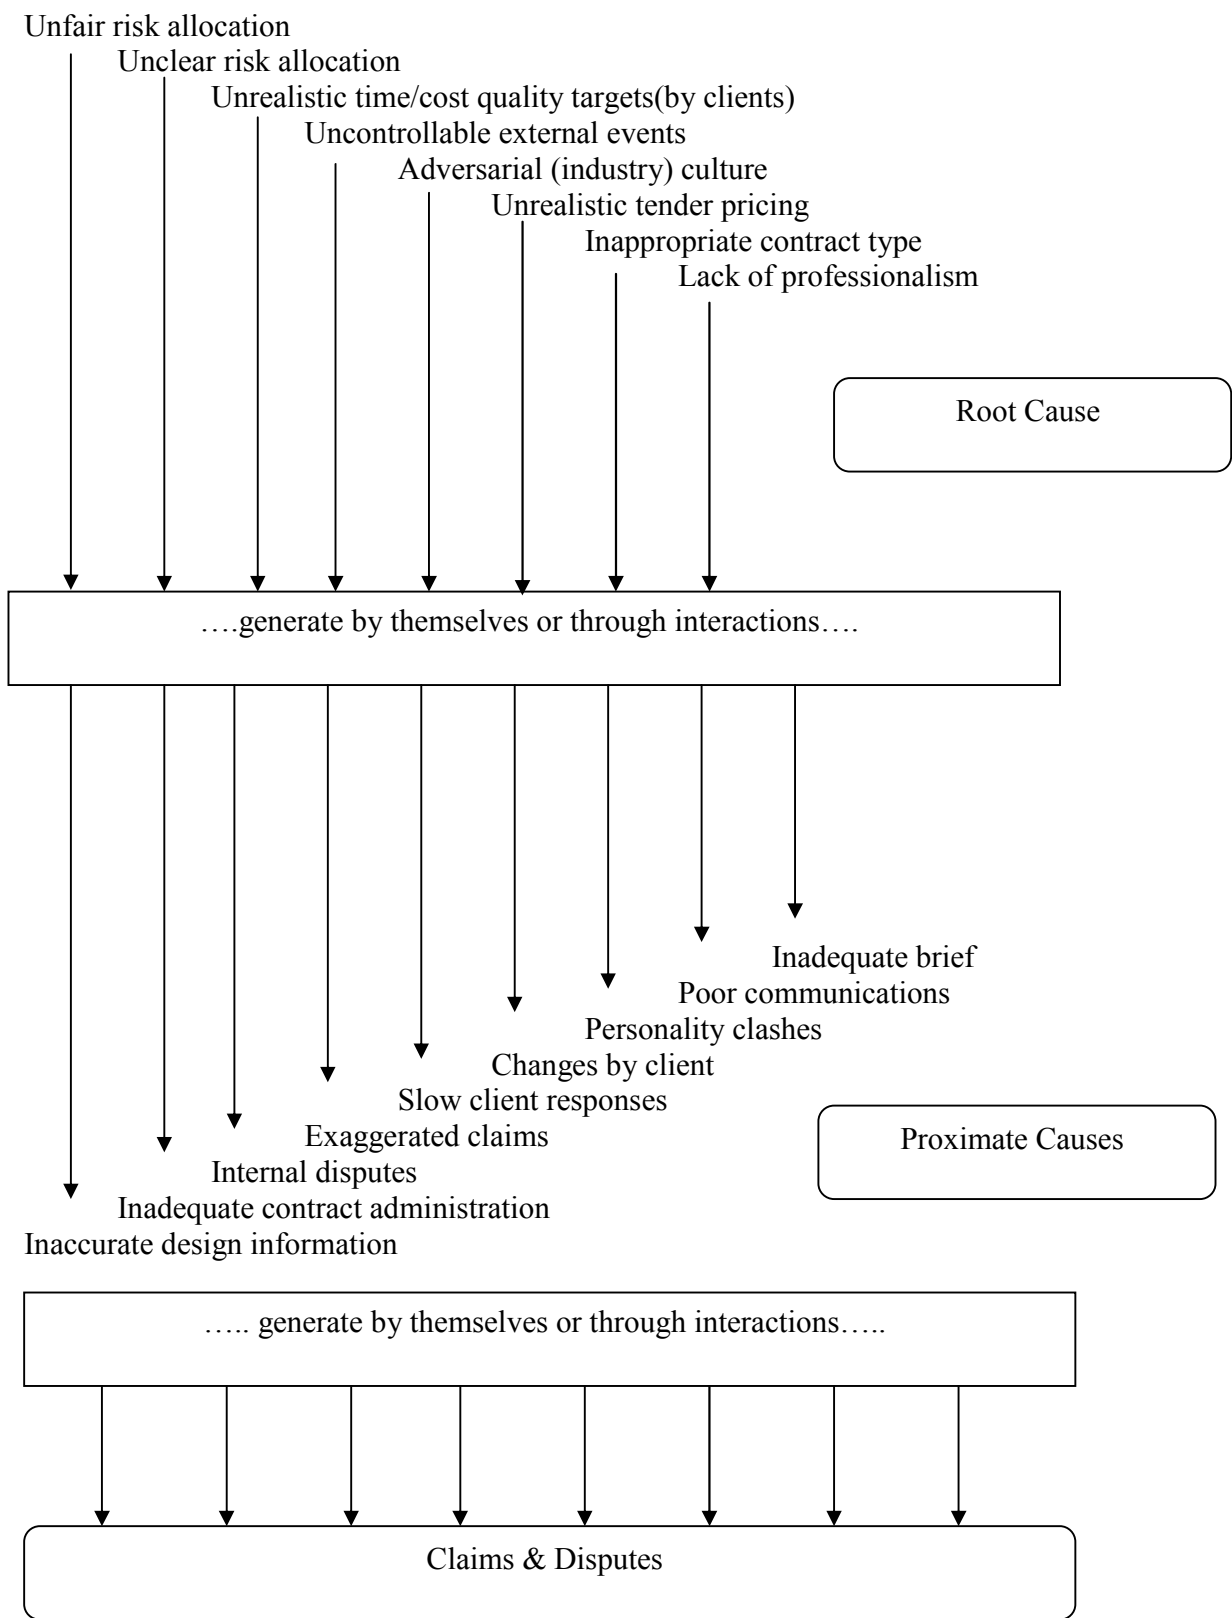 Unfair risk allocation
Unclear risk allocation
Unrealistic time/cost quality targets(by clients)
Uncontrollable external events
Adversarial (industry) culture
Unrealistic tender pricing
Inappropriate contract type
Lack of professionalism
Root Cause
….generate by themselves or through interactions….
Inadequate brief
Poor communications
Personality clashes
Changes by client
Slow client responses
Exaggerated claims
Proximate Causes
Internal disputes
Inadequate contract administration
Inaccurate design information
….. generate by themselves or through interactions…..
Claims & Disputes